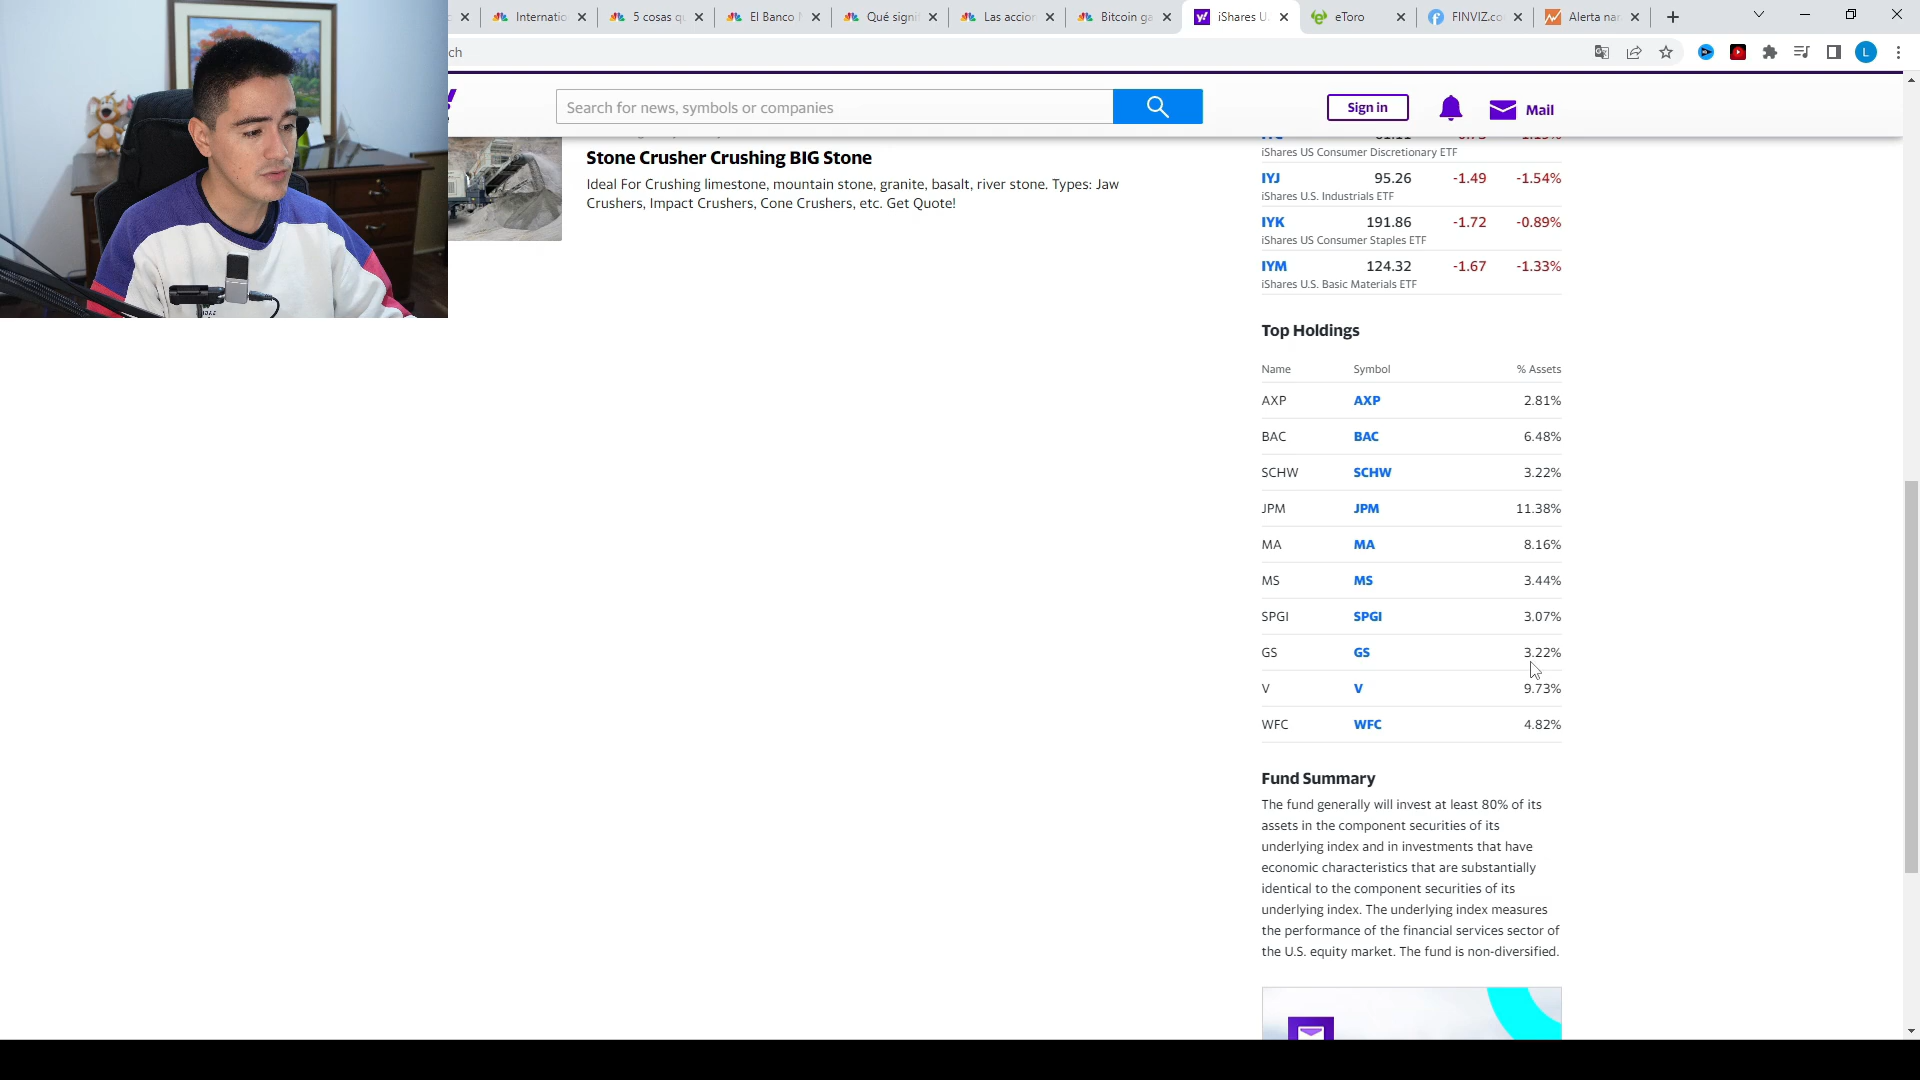 Internatio
5 cosas q
El Banco
Qué signi
Las accion
Bitcoin ga
iShares U.
eToro
FINVIZ.co
Alerta nar
ch
L
Search for news, symbols or companies
Sign in
Mail
iShares US Consumer Discretionary ETF
Stone Crusher Crushing BIG Stone
Ideal For Crushing limestone, mountain stone, granite, basalt, river stone. Types: Jaw
Crushers, Impact Crushers, Cone Crushers, etc. Get Quote!
IYJ 95.26 -1.49 -1.54%
iShares U.S. Industrials ETF
IYK 191.86 -1.72 -0.89%
iShares US Consumer Staples ETF
IYM 124.32 -1.67 -1.33%
iShares U.S. Basic Materials ETF
Top Holdings
Name Symbol % Assets
AXP AXP 2.81%
BAC BAC 6.48%
SCHW SCHW 3.22%
JPM JPM 11.38%
MA MA 8.16%
MS MS 3.44%
SPGI SPGI 3.07%
GS GS 3.22%
V V 9.73%
WFC WFC 4.82%
Fund Summary
The fund generally will invest at least 80% of its
assets in the component securities of its
underlying index and in investments that have
economic characteristics that are substantially
identical to the component securities of its
underlying index. The underlying index measures
the performance of the financial services sector of
the U.S. equity market. The fund is non-diversified.